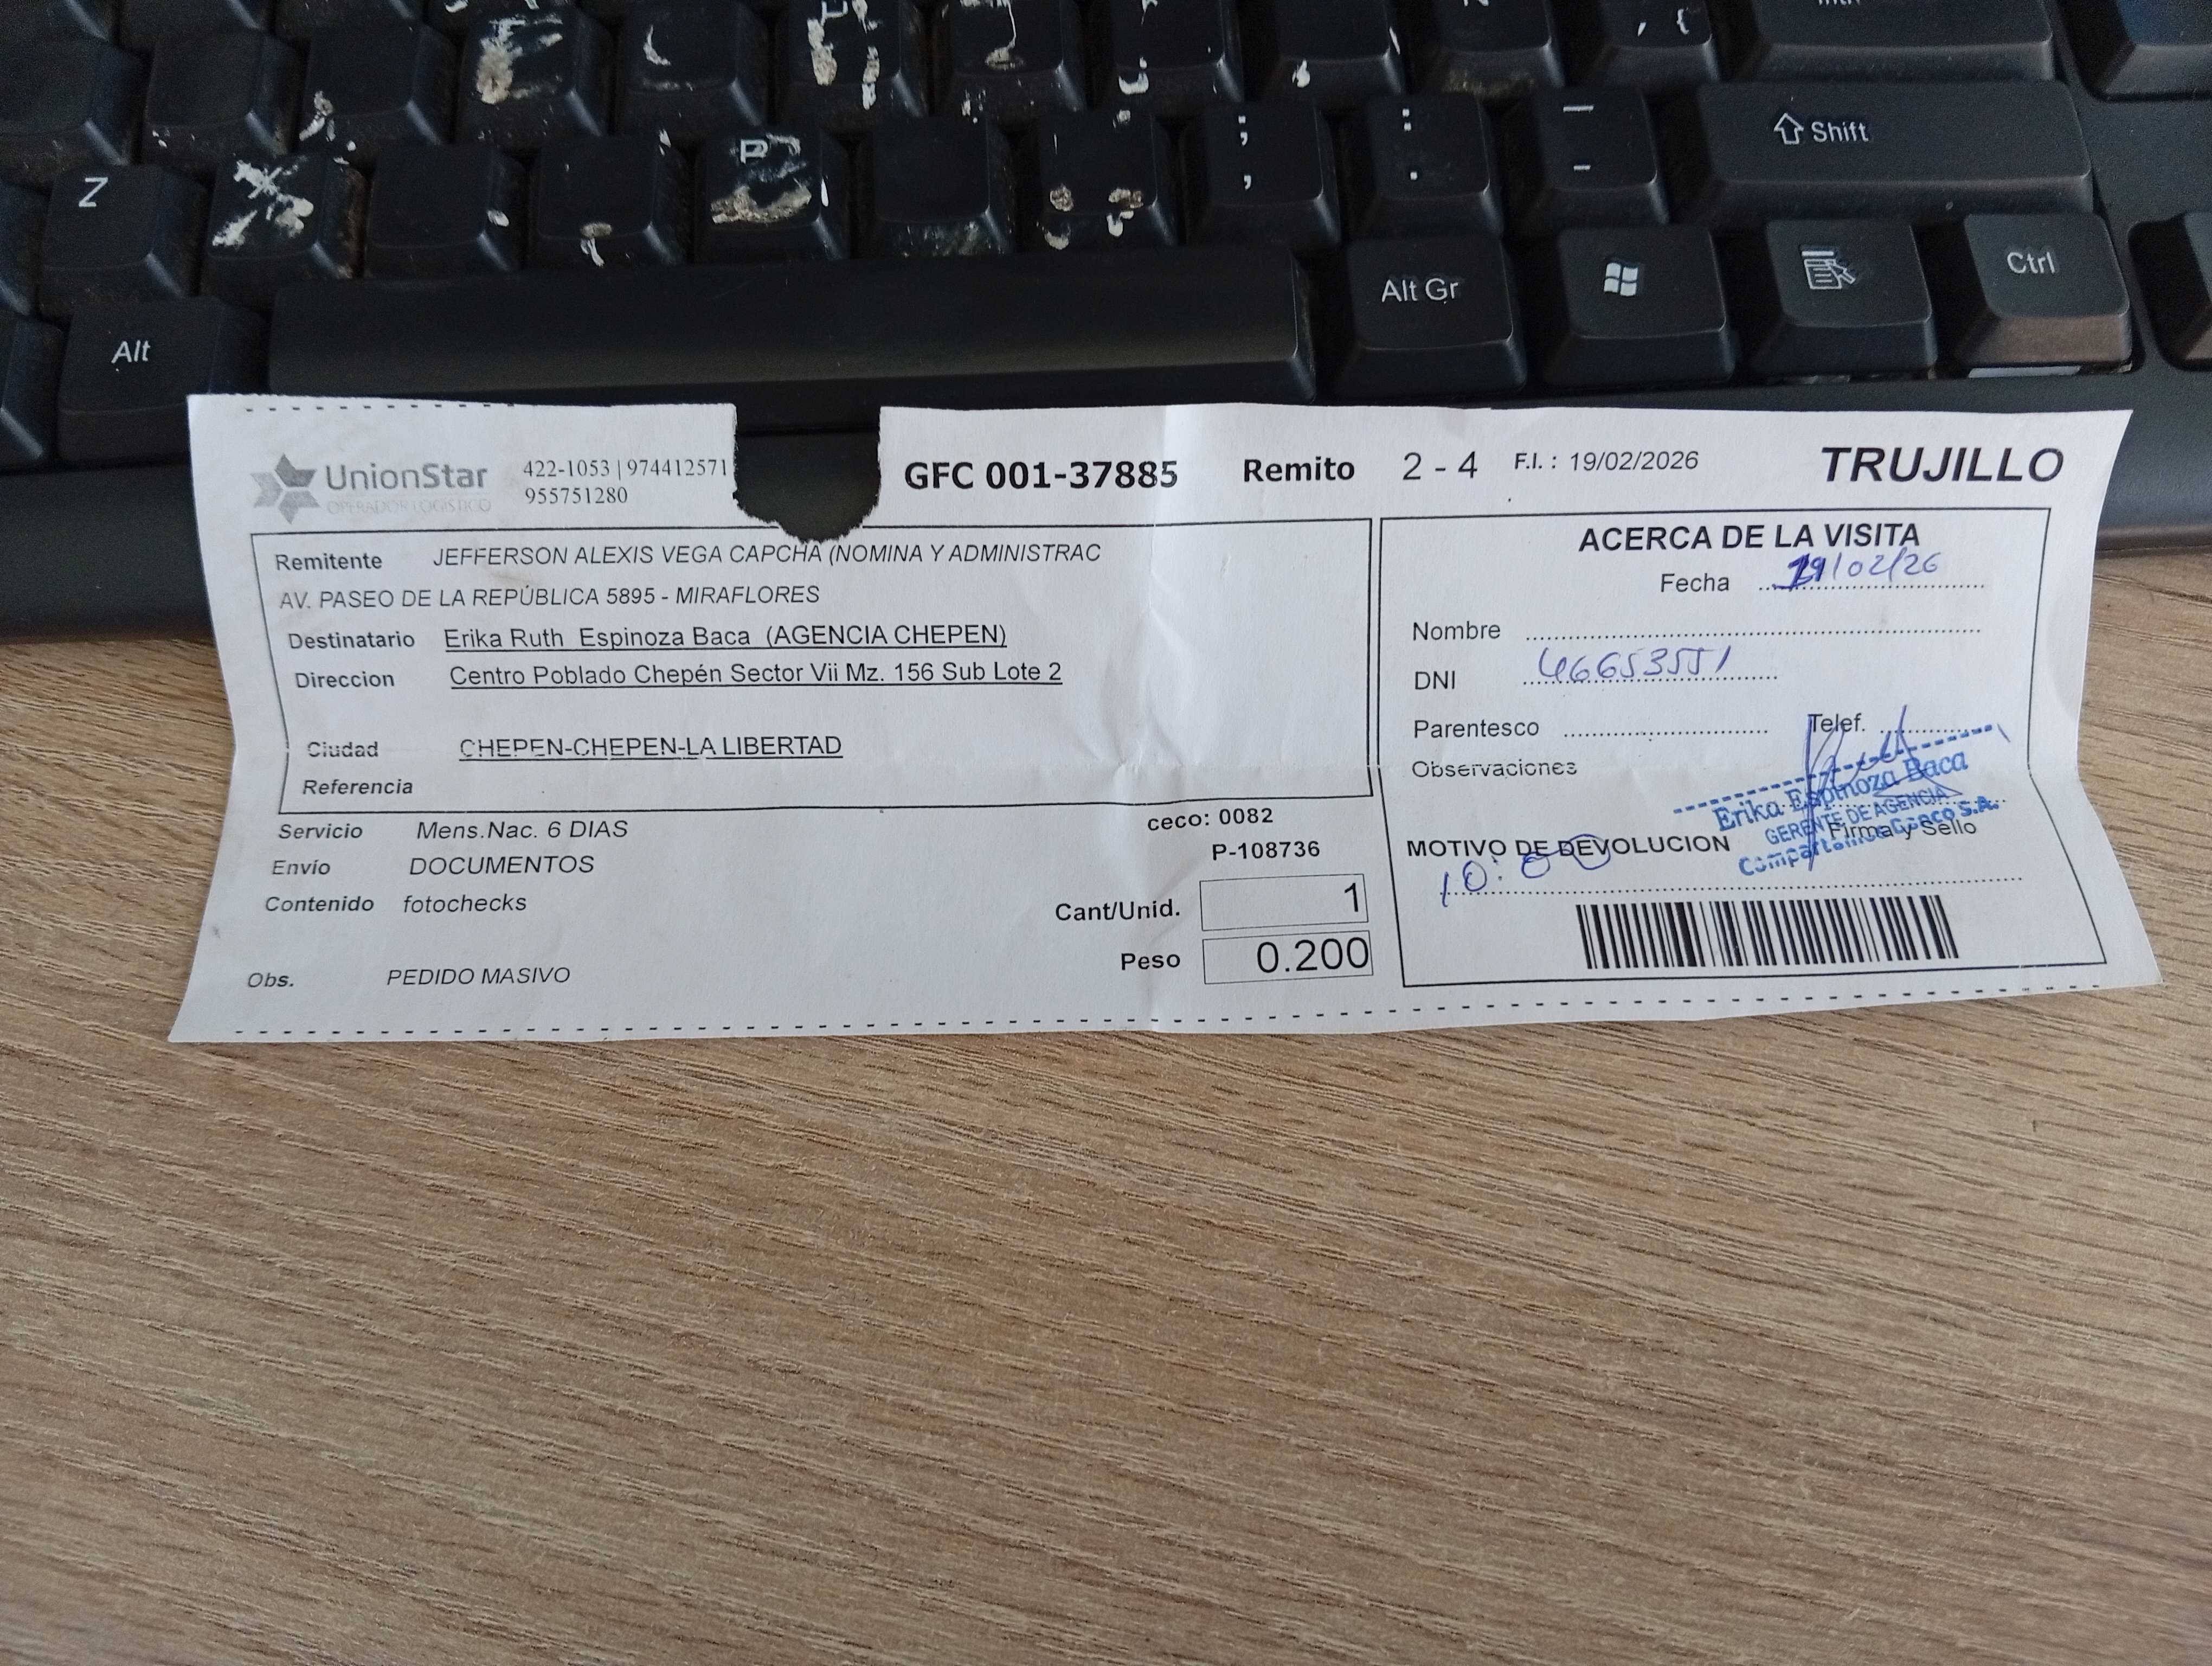 Z X P ; , : . _ - ⇧ Shift
Alt Alt Gr Ctrl
UnionStar
OPERADOR LOGÍSTICO
422-1053 | 974412571
955751280
GFC 001-37885 Remito 2 - 4 F.I. : 19/02/2026 TRUJILLO
Remitente JEFFERSON ALEXIS VEGA CAPCHA (NOMINA Y ADMINISTRAC
AV. PASEO DE LA REPÚBLICA 5895 - MIRAFLORES
Destinatario Erika Ruth Espinoza Baca (AGENCIA CHEPEN)
Direccion Centro Poblado Chepén Sector Vii Mz. 156 Sub Lote 2
Ciudad CHEPEN-CHEPEN-LA LIBERTAD
Referencia
Servicio Mens.Nac. 6 DIAS
Envío DOCUMENTOS
Contenido fotochecks
Obs. PEDIDO MASIVO
ceco: 0082
P-108736
Cant/Unid. 1
Peso 0.200
ACERCA DE LA VISITA
Fecha /02/26
Nombre
DNI 46653551
Parentesco Telef.
Observaciones
Erika Espinoza Baca
GERENTE DE AGENCIA
S.A.
Firma y Sello
MOTIVO DE DEVOLUCION
10:00